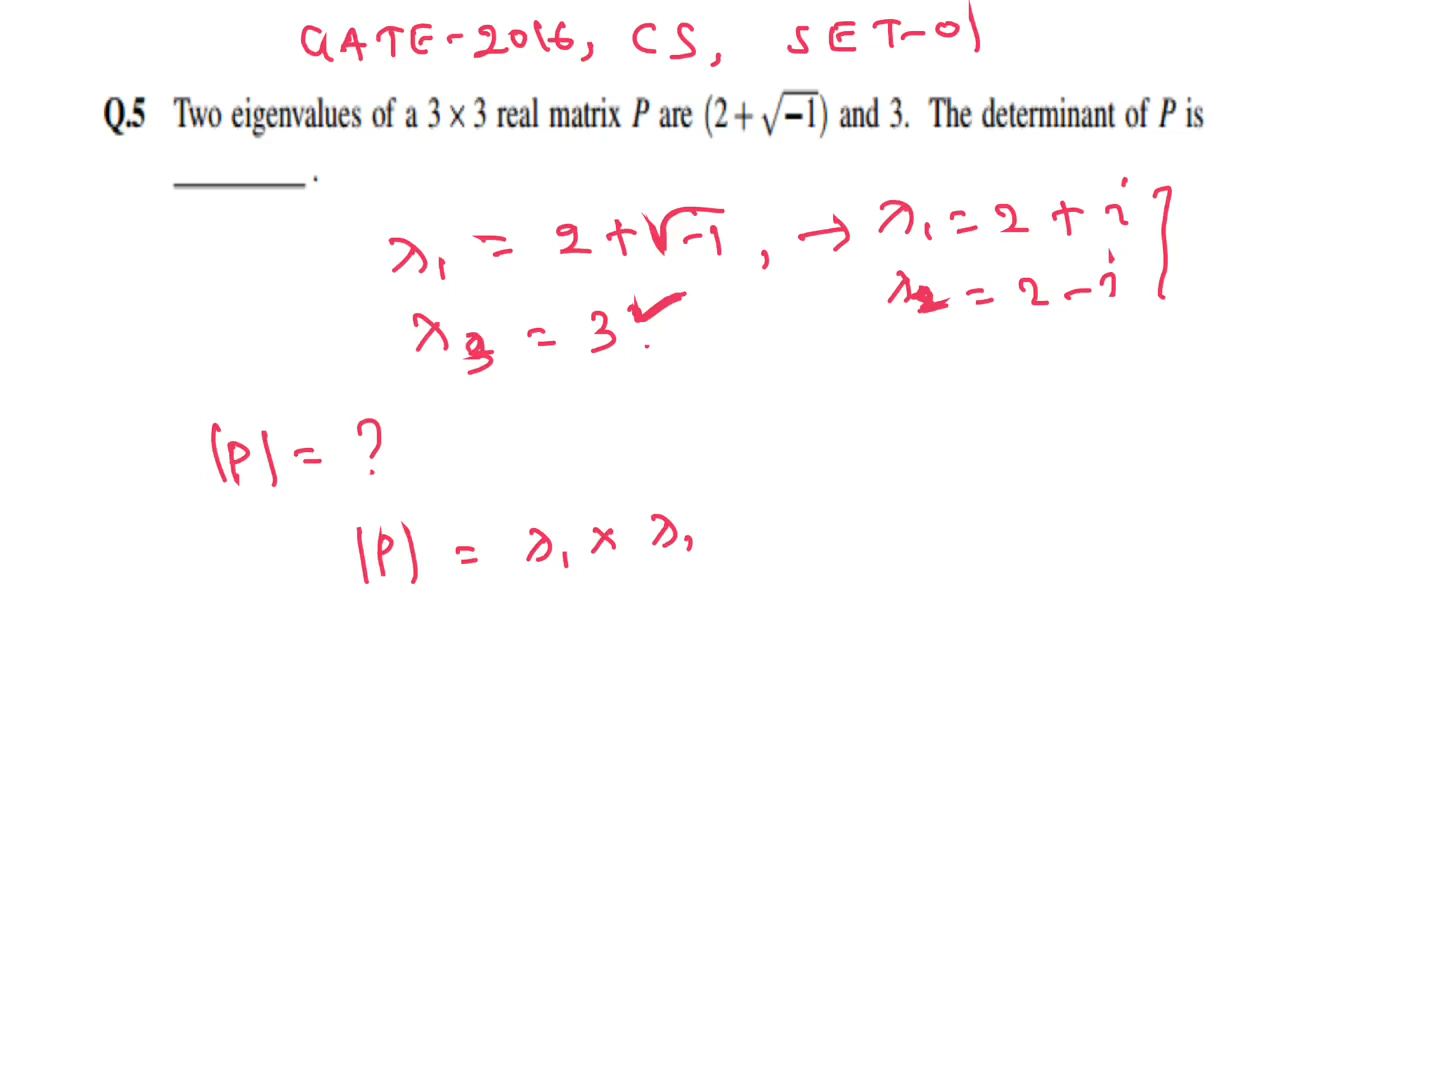 GATE-2016, CS, SET-01
Q.5 Two eigenvalues of a 3 × 3 real matrix P are (2+√−1) and 3. The determinant of P is
________ .
λ₁ = 2+√-1, → λ₁ = 2 + i
λ₂ = 2 - i
λ₃ = 3 ✓.
|P| = ?
|P| = λ₁ × λ,